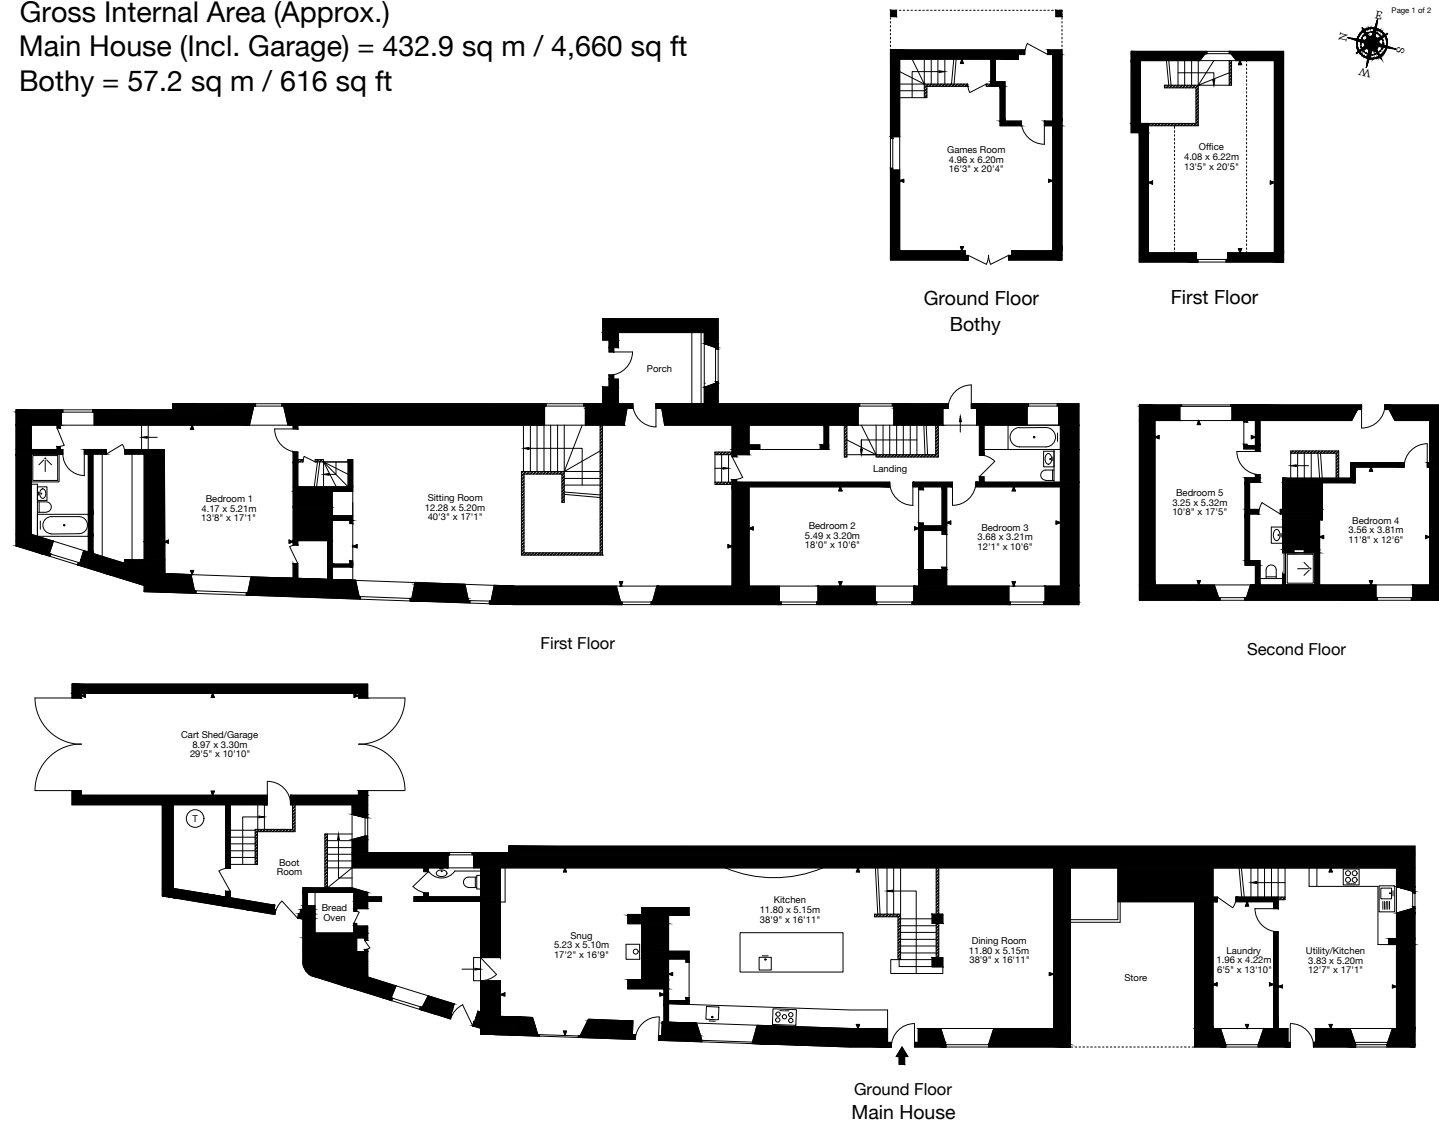 Gross Internal Area (Approx.)
Main House (Incl. Garage) = 432.9 sq m / 4,660 sq ft
Bothy = 57.2 sq m / 616 sq ft
Page 1 of 2
E
N
S
W
Games Room
4.96 x 6.20m
16'3" x 20'4"
Office
4.08 x 6.22m
13'5" x 20'5"
Ground Floor
Bothy
First Floor
Porch
Bedroom 1
4.17 x 5.21m
13'8" x 17'1"
Sitting Room
12.28 x 5.20m
40'3" x 17'1"
Landing
Bedroom 2
5.49 x 3.20m
18'0" x 10'6"
Bedroom 3
3.68 x 3.21m
12'1" x 10'6"
Bedroom 5
3.25 x 5.32m
10'8" x 17'5"
Bedroom 4
3.56 x 3.81m
11'8" x 12'6"
First Floor
Second Floor
Cart Shed/Garage
8.97 x 3.30m
29'5" x 10'10"
T
Boot
Room
Bread
Oven
Snug
5.23 x 5.10m
17'2" x 16'9"
Kitchen
11.80 x 5.15m
38'9" x 16'11"
Dining Room
11.80 x 5.15m
38'9" x 16'11"
Store
Laundry
1.96 x 4.22m
6'5" x 13'10"
Utility/Kitchen
3.83 x 5.20m
12'7" x 17'1"
Ground Floor
Main House